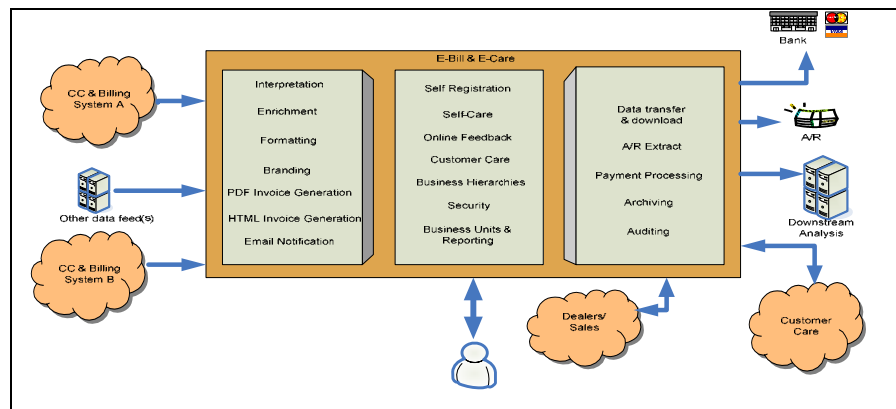 Bank
E-Bill & E-Care
CC & Billing
System A
Other data feed(s)
CC & Billing
System B
Interpretation
Enrichment
Formatting
Branding
PDF Invoice Generation
HTML Invoice Generation
Email Notification
Self Registration
Self-Care
Online Feedback
Customer Care
Business Hierarchies
Security
Business Units &
Reporting
Data transfer
& download
A/R Extract
Payment Processing
Archiving
Auditing
A/R
Downstream
Analysis
Dealers/
Sales
Customer
Care